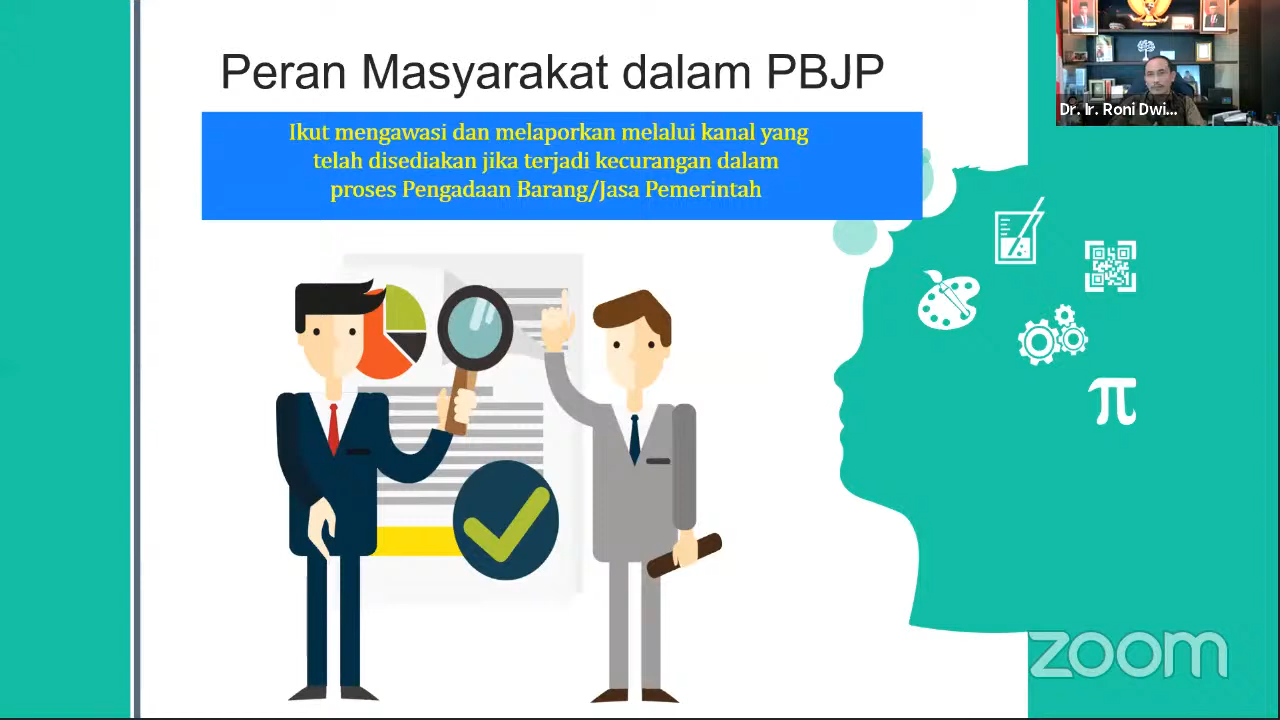 Peran Masyarakat dalam PBJP
Ikut mengawasi dan melaporkan melalui kanal yang
telah disediakan jika terjadi kecurangan dalam
proses Pengadaan Barang/Jasa Pemerintah
Dr. Ir. Roni Dwi...
π
zoom